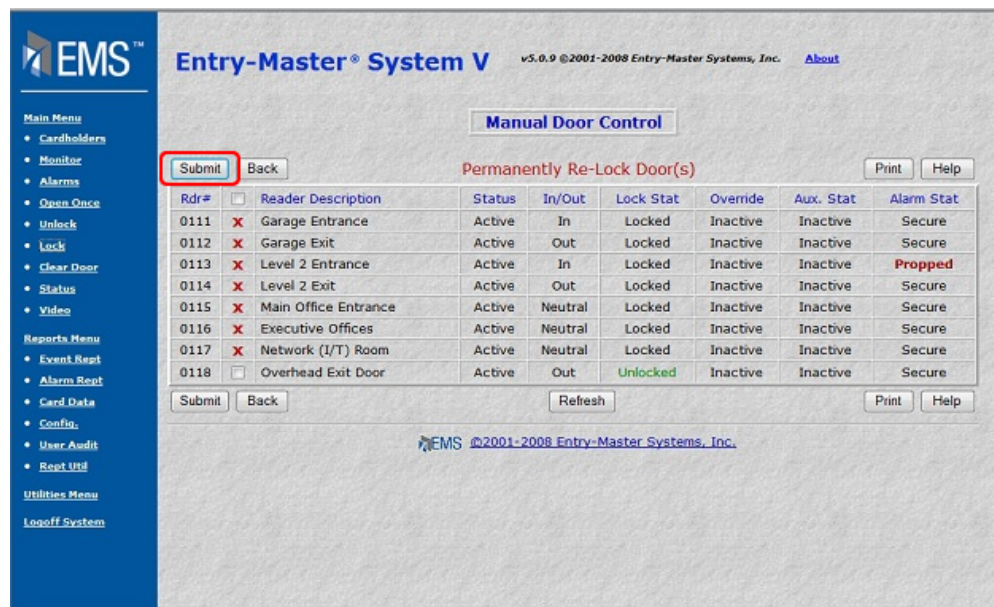 EMS™
Entry-Master® System V v5.0.9 ©2001-2008 Entry-Master Systems, Inc. About
Main Menu
• Cardholders
• Monitor
• Alarms
• Open Once
• Unlock
• Lock
• Clear Door
• Status
• Video
Reports Menu
• Event Rept
• Alarm Rept
• Card Data
• Config.
• User Audit
• Rept Util
Utilities Menu
Logoff System
Manual Door Control
Submit Back Permanently Re-Lock Door(s) Print Help
Rdr# Reader Description Status In/Out Lock Stat Override Aux. Stat Alarm Stat
0111 x Garage Entrance Active In Locked Inactive Inactive Secure
0112 x Garage Exit Active Out Locked Inactive Inactive Secure
0113 x Level 2 Entrance Active In Locked Inactive Inactive Propped
0114 x Level 2 Exit Active Out Locked Inactive Inactive Secure
0115 x Main Office Entrance Active Neutral Locked Inactive Inactive Secure
0116 x Executive Offices Active Neutral Locked Inactive Inactive Secure
0117 x Network (I/T) Room Active Neutral Locked Inactive Inactive Secure
0118 Overhead Exit Door Active Out Unlocked Inactive Inactive Secure
Submit Back Refresh Print Help
EMS ©2001-2008 Entry-Master Systems, Inc.